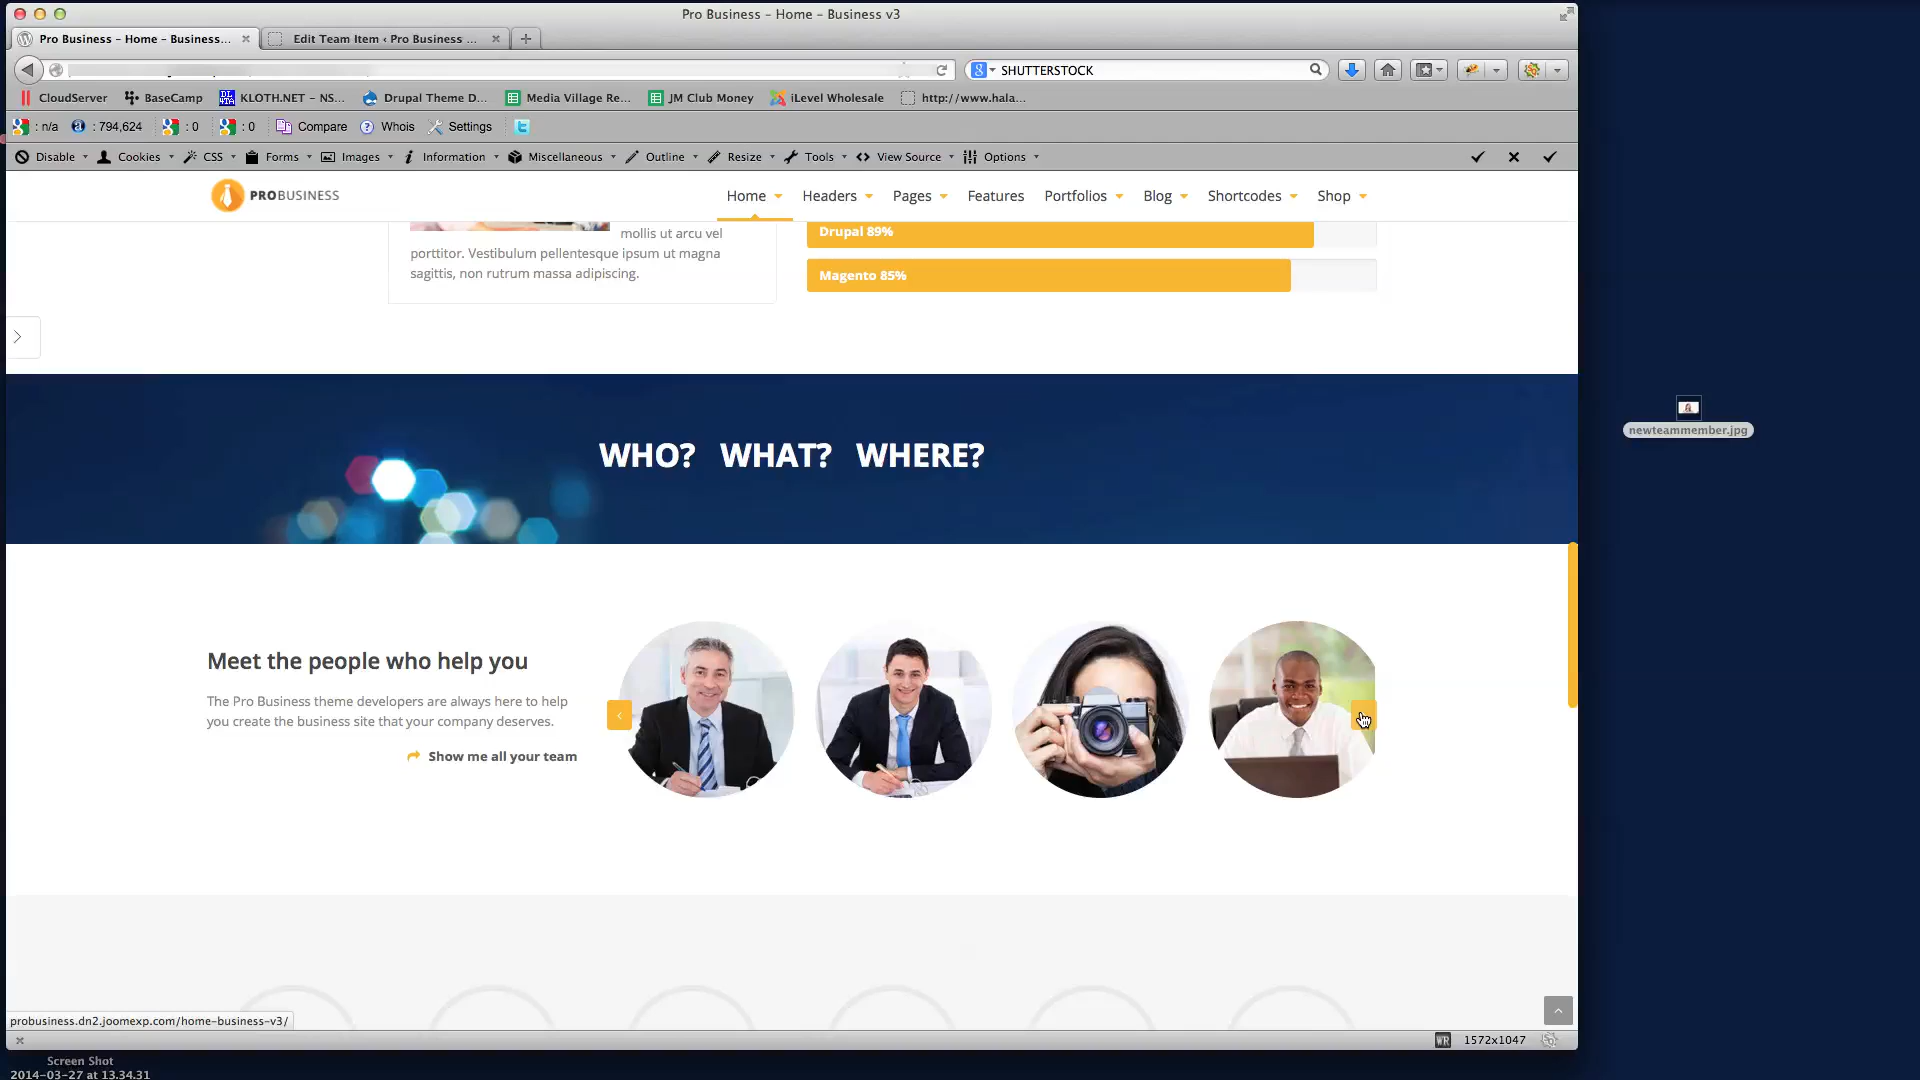 Pro Business – Home – Business v3
Pro Business – Home – Business...
Edit Team Item ‹ Pro Business ...
SHUTTERSTOCK
CloudServer
BaseCamp
KLOTH.NET – NS...
Drupal Theme D...
Media Village Re...
JM Club Money
iLevel Wholesale
http://www.hala...
: n/a
: 794,624
: 0
: 0
Compare
Whois
Settings
Disable
Cookies
CSS
Forms
Images
Information
Miscellaneous
Outline
Resize
Tools
View Source
Options
PROBUSINESS
Home
Headers
Pages
Features
Portfolios
Blog
Shortcodes
Shop
mollis ut arcu vel
porttitor. Vestibulum pellentesque ipsum ut magna
sagittis, non rutrum massa adipiscing.
Drupal 89%
Magento 85%
newteammember.jpg
WHO? WHAT? WHERE?
Meet the people who help you
The Pro Business theme developers are always here to help
you create the business site that your company deserves.
Show me all your team
probusiness.dn2.joomexp.com/home-business-v3/
WR
1572x1047
Screen Shot
2014-03-27 at 13.34.31